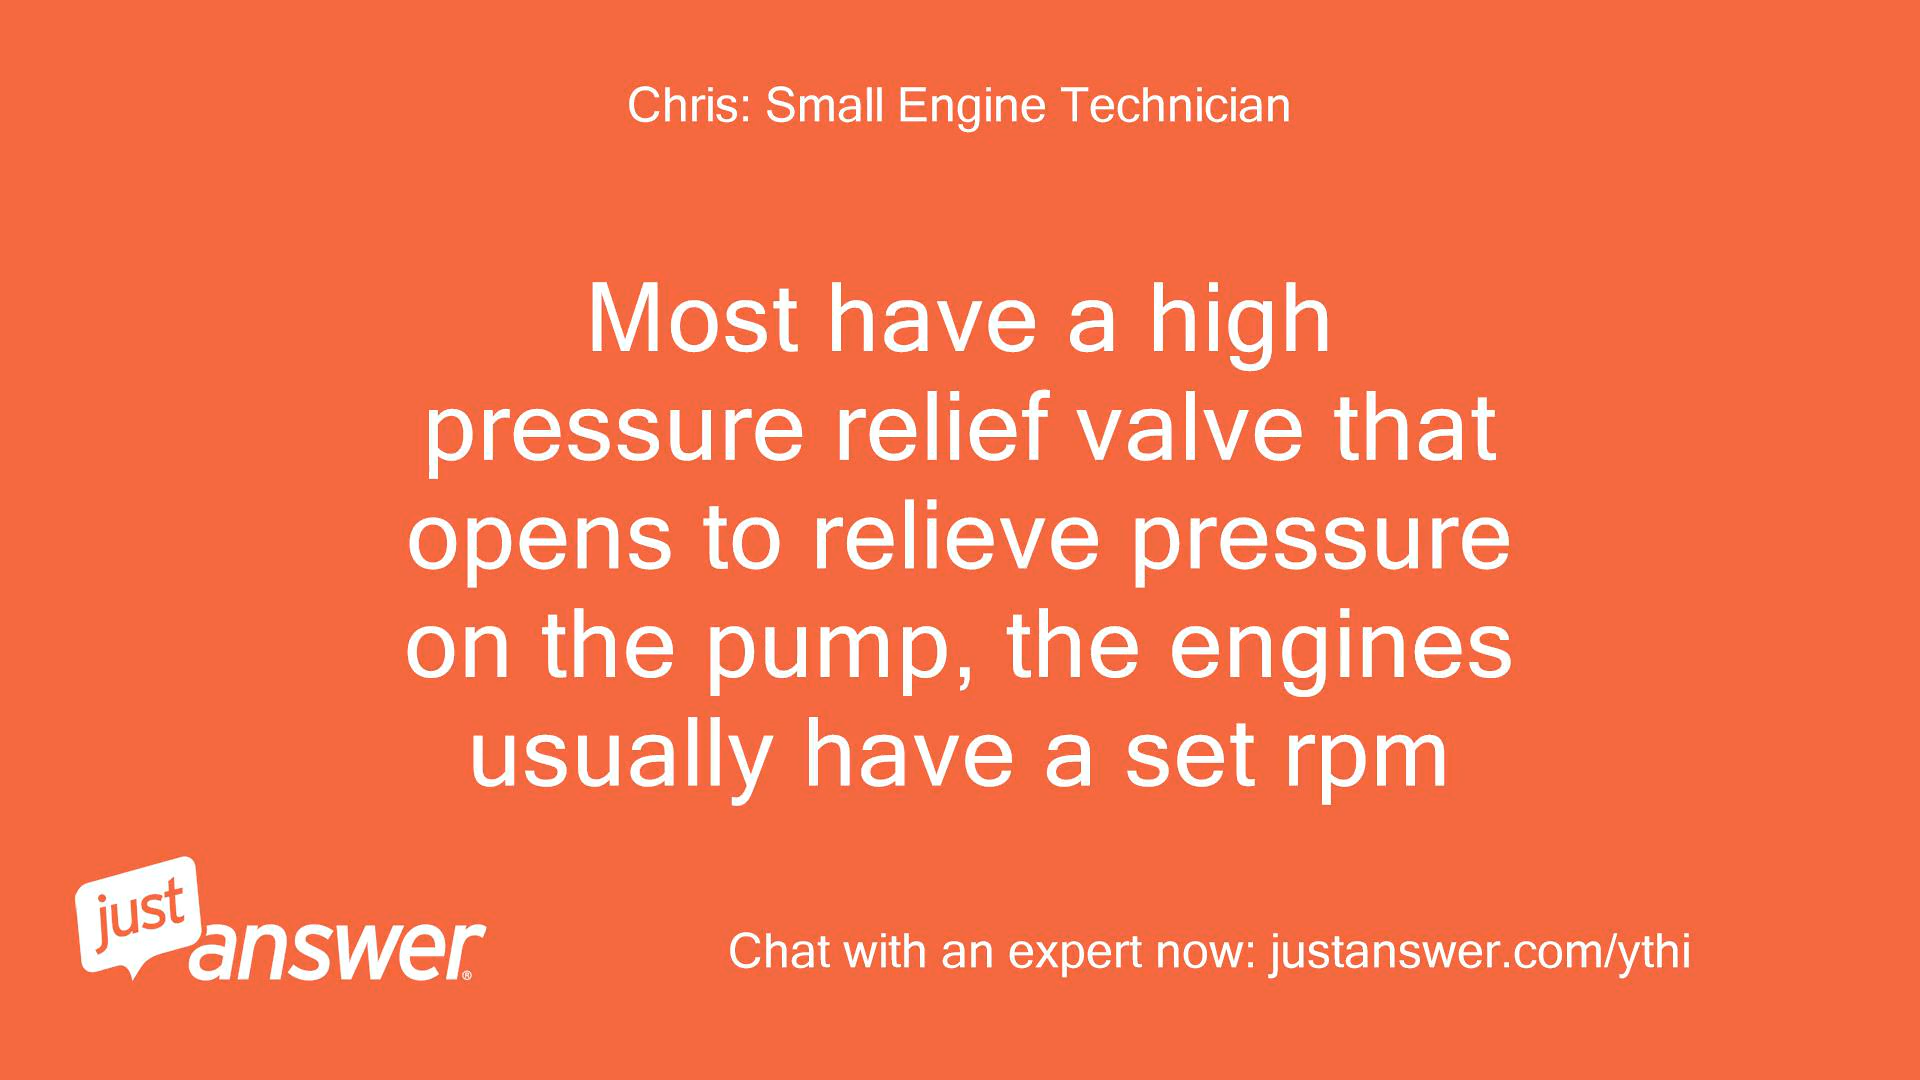 Chris: Small Engine Technician
Most have a high
pressure relief valve that
opens to relieve pressure
on the pump, the engines
usually have a set rpm
just
answer®
Chat with an expert now: justanswer.com/ythi